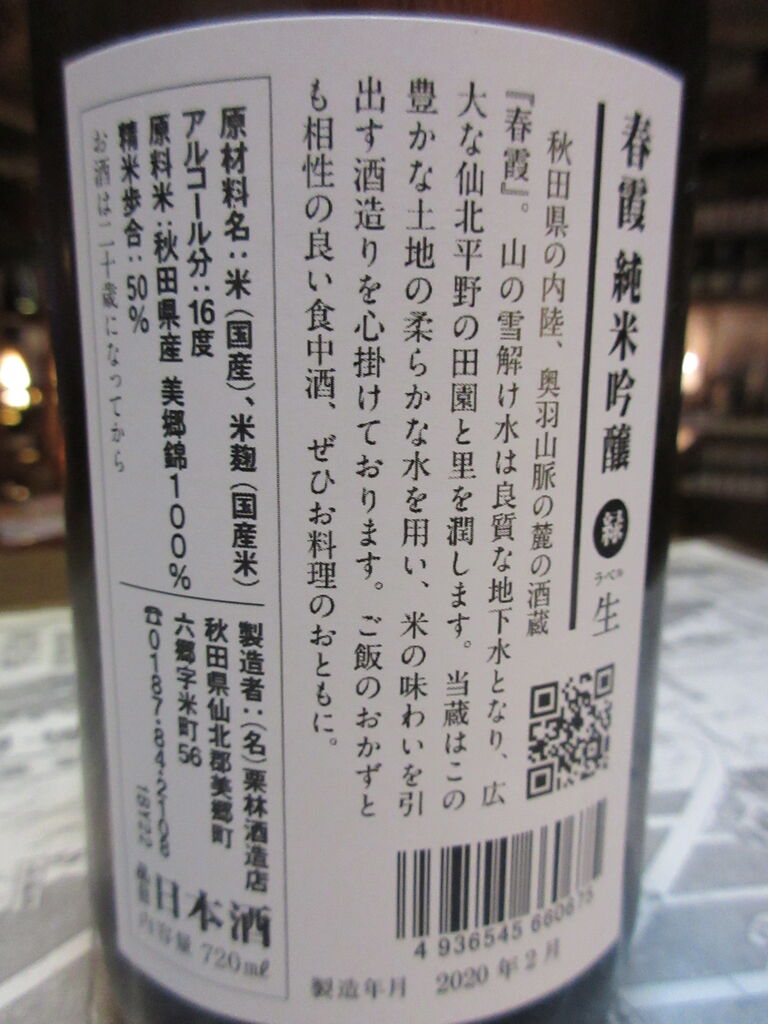 春霞 純米吟醸 緑ラベル 生
秋田県の内陸、奥羽山脈の麓の酒蔵
『春霞』。山の雪解け水は良質な地下水となり、広
大な仙北平野の田園と里を潤します。当蔵はこの
豊かな土地の柔らかな水を用い、米の味わいを引
出す酒造りを心掛けております。ご飯のおかずと
も相性の良い食中酒、ぜひお料理のおともに。
4 936545 660675
製造年月 2020年2月
原材料名：米（国産）、米麹（国産米）
アルコール分：16度
原料米：秋田県産 美郷錦１００％
精米歩合：50％
お酒は二十歳になってから
製造者：（名）栗林酒造店
秋田県仙北郡美郷町
六郷字米町56
☎0187-84-2108
18Y22
品目 日本酒
内容量 720㎖